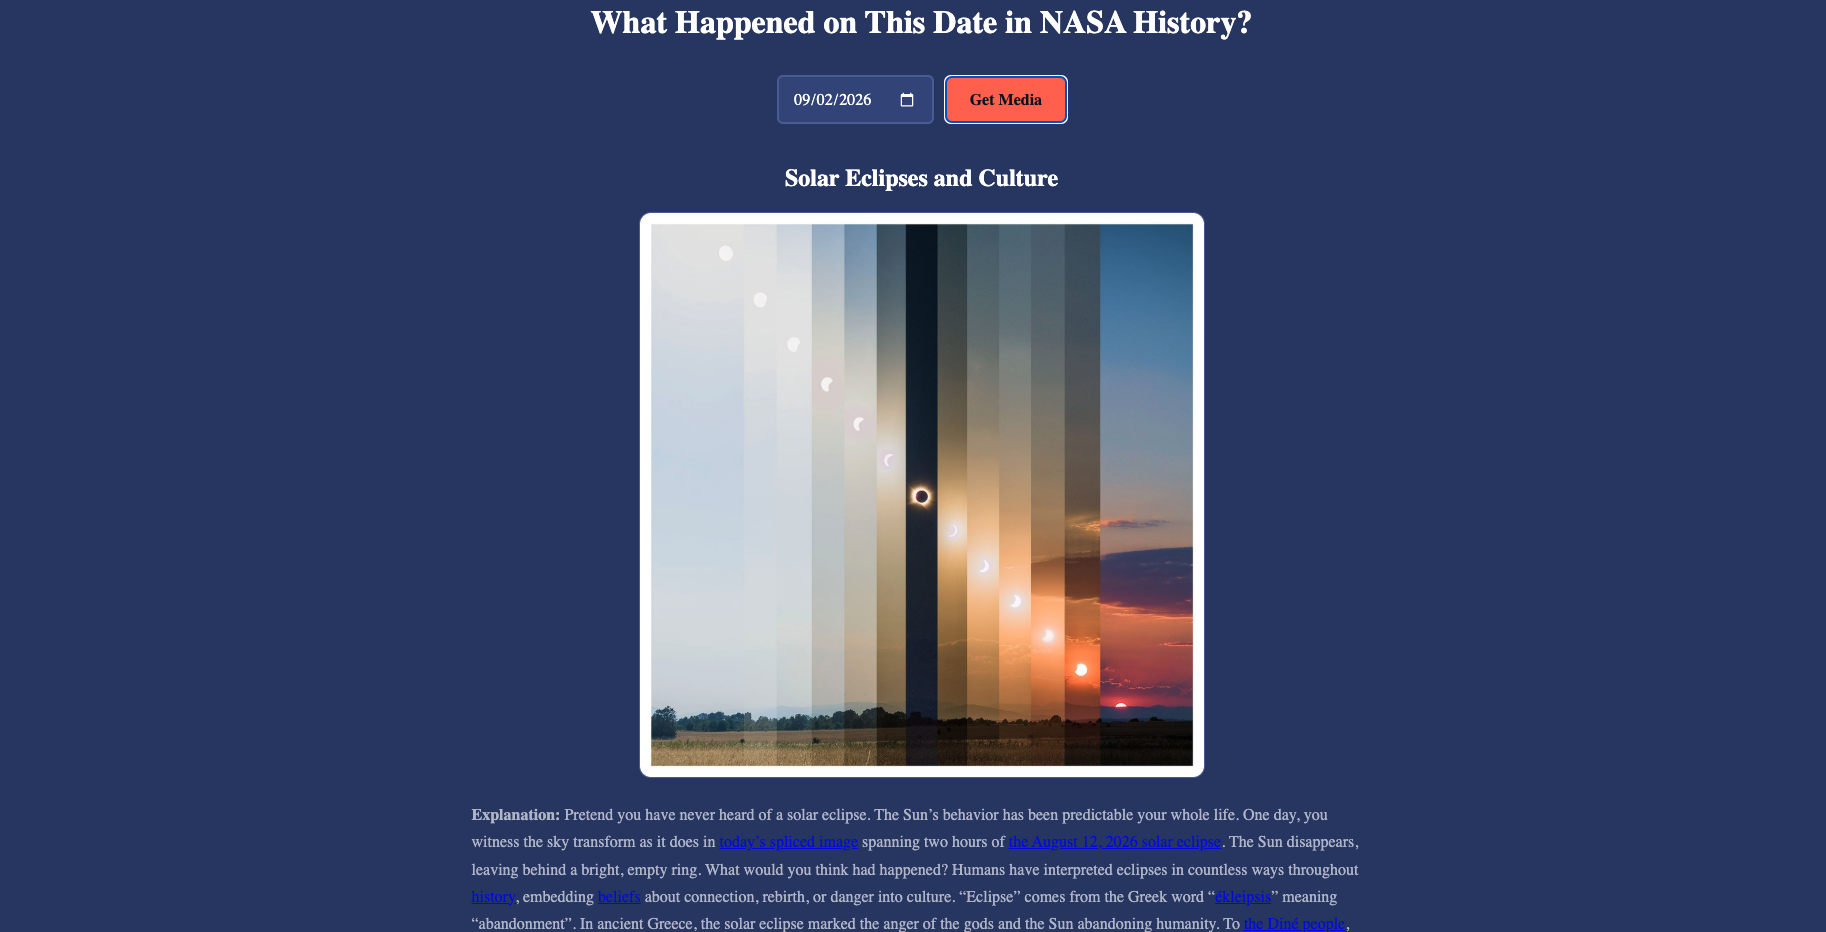 What Happened on This Date in NASA History?
09/02/2026
Get Media
Solar Eclipses and Culture
Explanation: Pretend you have never heard of a solar eclipse. The Sun’s behavior has been predictable your whole life. One day, you
witness the sky transform as it does in today’s spliced image spanning two hours of the August 12, 2026 solar eclipse. The Sun disappears,
leaving behind a bright, empty ring. What would you think had happened? Humans have interpreted eclipses in countless ways throughout
history, embedding beliefs about connection, rebirth, or danger into culture. “Eclipse” comes from the Greek word “ékleipsis” meaning
“abandonment”. In ancient Greece, the solar eclipse marked the anger of the gods and the Sun abandoning humanity. To the Diné people,